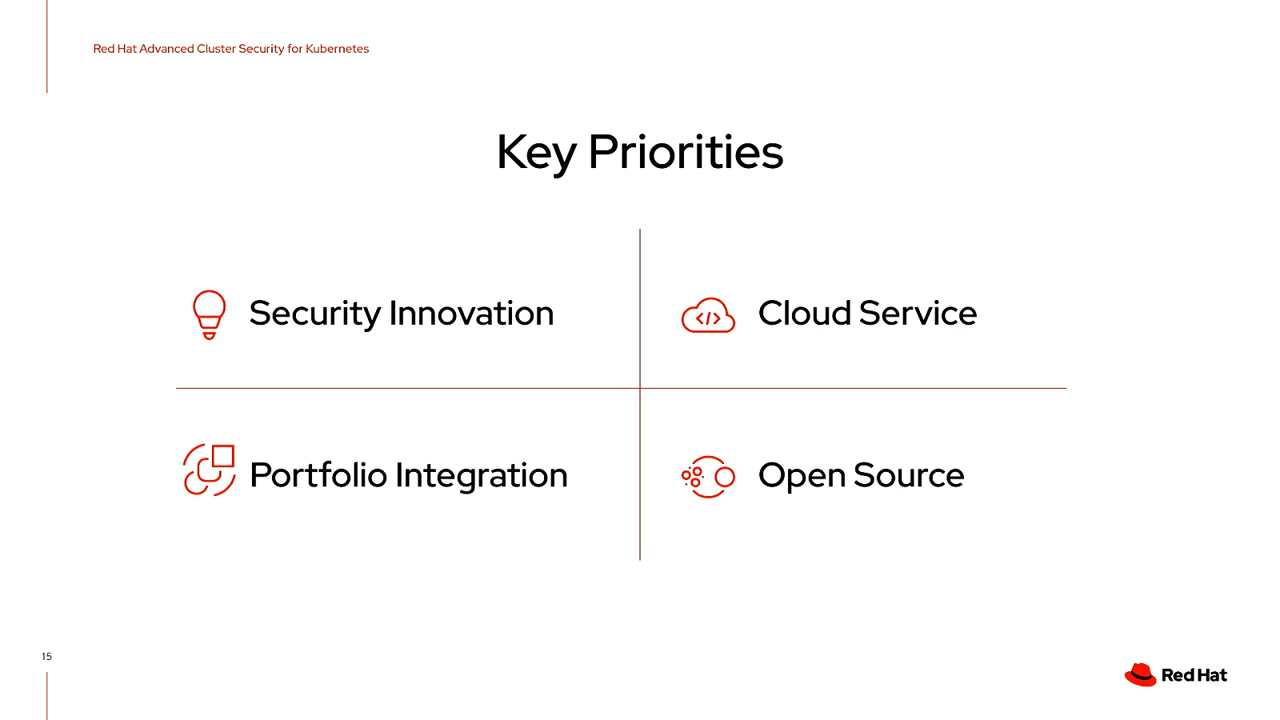 Red Hat Advanced Cluster Security for Kubernetes
Key Priorities
Security Innovation
Cloud Service
</>
Portfolio Integration
Open Source
15
Red Hat